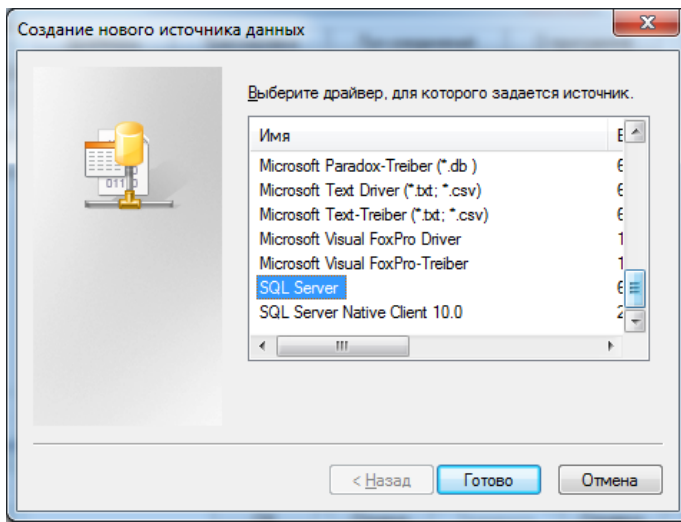 Создание нового источника данных
Выберите драйвер, для которого задается источник.
Имя
Microsoft Paradox-Treiber (*.db )
Microsoft Text Driver (*.txt; *.csv)
Microsoft Text-Treiber (*.txt; *.csv)
Microsoft Visual FoxPro Driver
Microsoft Visual FoxPro-Treiber
SQL Server
SQL Server Native Client 10.0
< Назад Готово Отмена